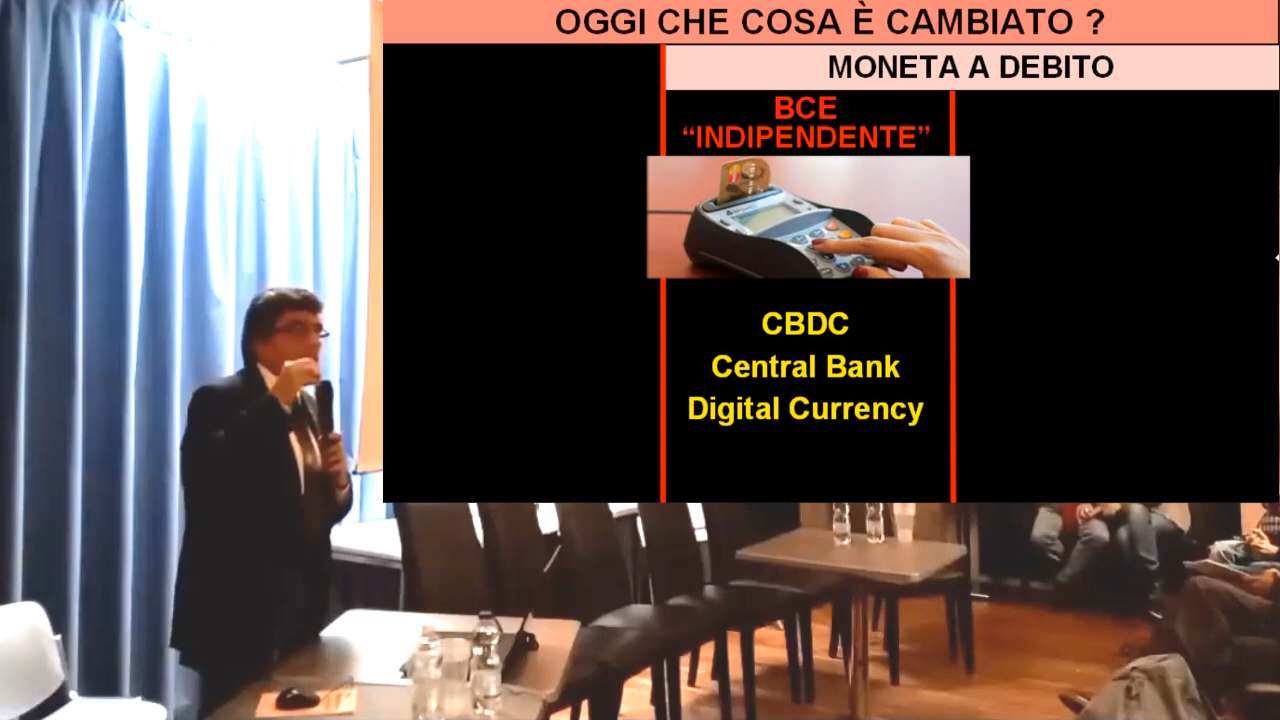 OGGI CHE COSA È CAMBIATO ?
MONETA A DEBITO
BCE
“INDIPENDENTE”
CBDC
Central Bank
Digital Currency